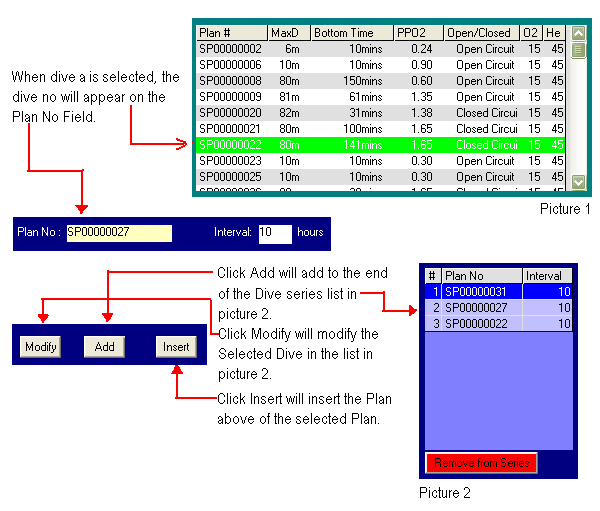 Plan # MaxD Bottom Time PPO2 Open/Closed O2 He
SP00000002 6m 10mins 0.24 Open Circuit 15 45
SP00000006 10m 10mins 0.90 Open Circuit 15 45
SP00000008 80m 150mins 0.60 Open Circuit 15 45
SP00000009 81m 61mins 1.35 Open Circuit 15 45
SP00000020 82m 31mins 1.38 Closed Circui 15 45
SP00000021 80m 100mins 1.65 Closed Circui 15 45
SP00000022 80m 141mins 1.65 Closed Circui 15 45
SP00000023 10m 10mins 0.30 Open Circuit 15 45
SP00000025 10m 10mins 0.30 Open Circuit 15 45
Picture 1
When dive a is selected, the
dive no will appear on the
Plan No Field.
Plan No : SP00000027 Interval: 10 hours
Click Add will add to the end
of the Dive series list in
picture 2.
Click Modify will modify the
Selected Dive in the list in
picture 2.
Click Insert will insert the Plan
above of the selected Plan.
Modify Add Insert
# Plan No Interval
1 SP00000031 10
2 SP00000027 10
3 SP00000022 10
Remove from Series
Picture 2